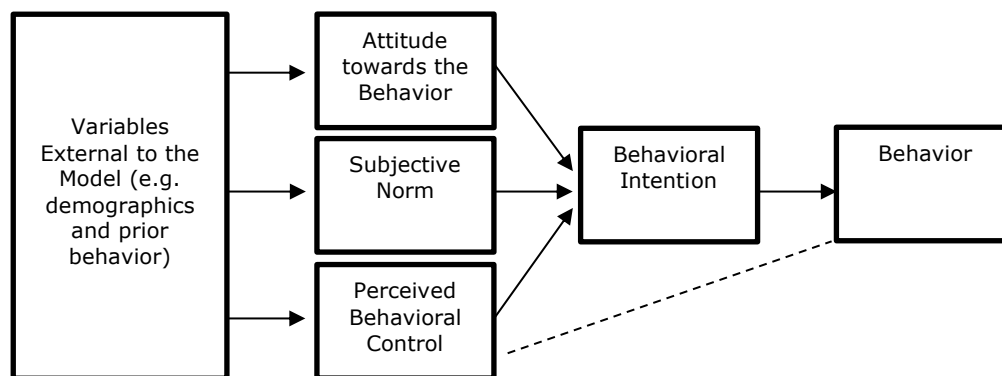 Variables
External to the
Model (e.g.
demographics
and prior
behavior)
Attitude
towards the
Behavior
Subjective
Norm
Perceived
Behavioral
Control
Behavioral
Intention
Behavior